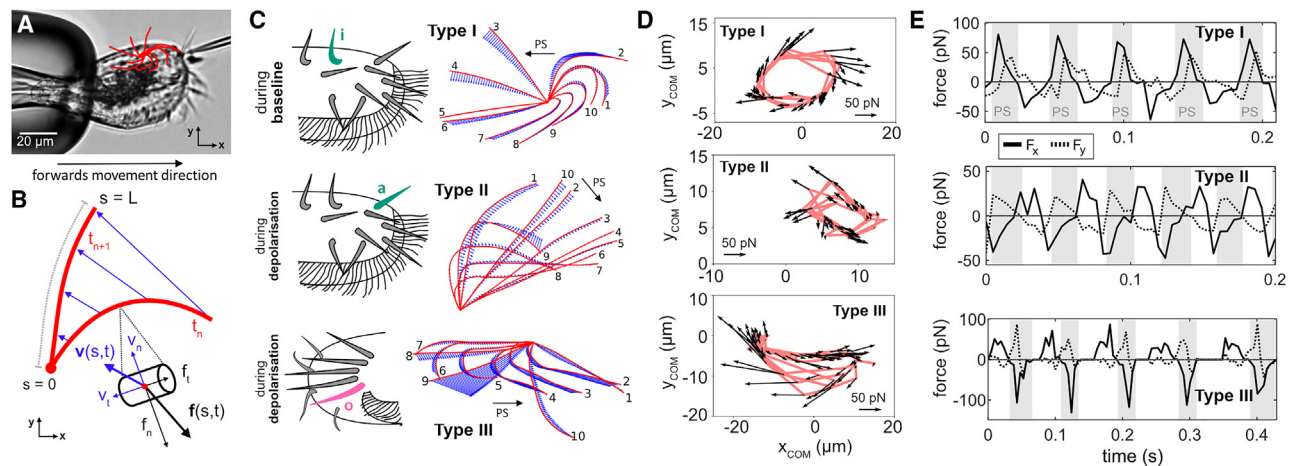 A
20 μm
y
x
forwards movement direction
B
s = L
t_n+1
t_n
v(s,t)
v_n
f_t
s = 0
v_t
f(s,t)
f_n
y
x
C
during
baseline
i
Type I
PS
3
2
4
5
6
7
8
9
10
1
during
depolarisation
a
Type II
1
10
2
PS
3
4
5
7
8
9
during
depolarisation
o
Type III
7
8
9
6
5
4
3
2
1
10
PS
D
y_COM (μm)
15
10
5
0
-5
Type I
50 pN
-20
0
20
y_COM (μm)
15
10
5
0
Type II
50 pN
-10
0
10
y_COM (μm)
10
0
-10
-20
Type III
50 pN
-20
0
20
x_COM (μm)
E
force (pN)
100
50
0
-50
Type I
PS PS PS PS PS
0 0.1 0.2
F_x F_y
force (pN)
50
0
-50
Type II
0 0.1 0.2
force (pN)
100
0
-100
Type III
0 0.1 0.2 0.3 0.4
time (s)